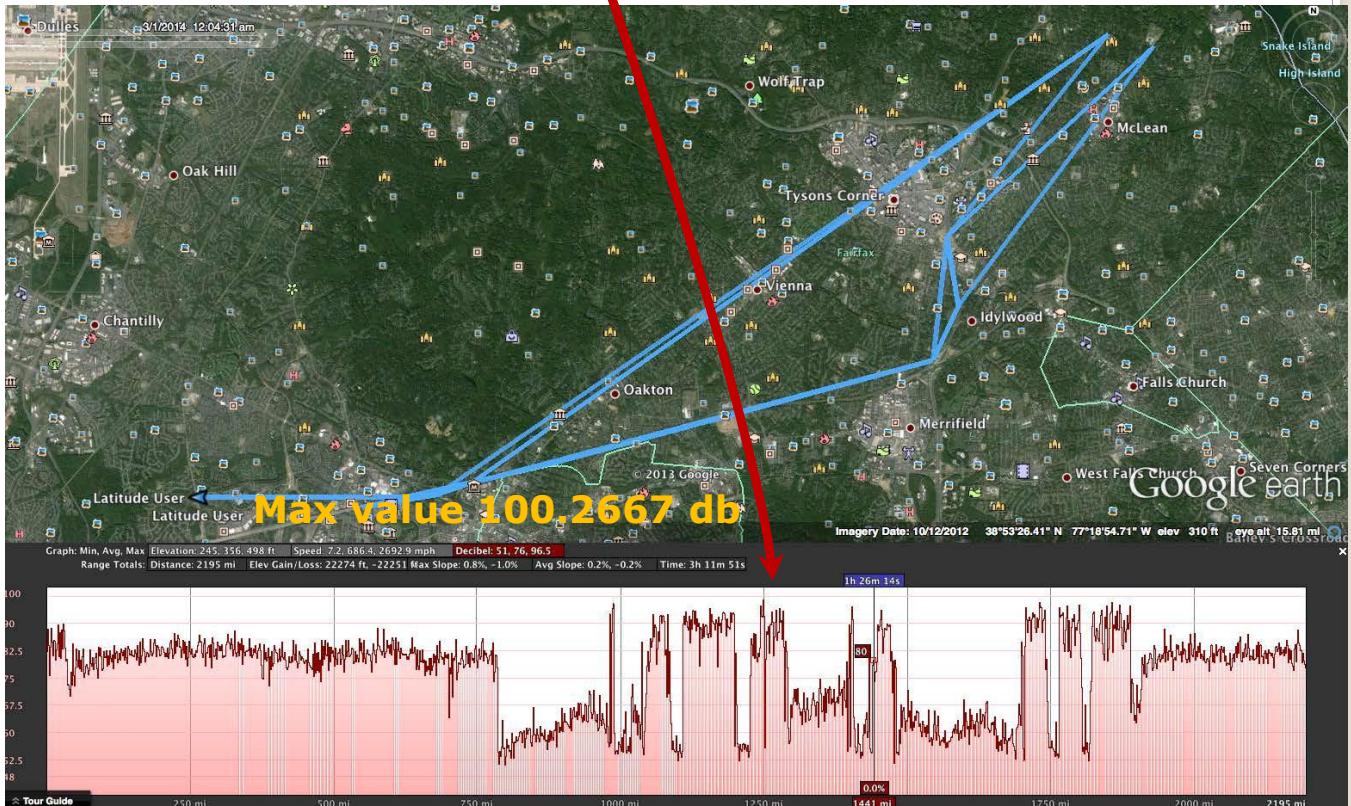 Dulles
3/1/2014 12:04:31 am
N
Snake Island
High Island
Wolf Trap
McLean
Oak Hill
Tysons Corner
Fairfax
Vienna
Chantilly
Idylwood
Oakton
Falls Church
Merrifield
© 2013 Google
West Falls Church
Seven Corners
Google earth
Latitude User
Latitude User
Max value 100.2667 db
Imagery Date: 10/12/2012 38°53'26.41" N 77°18'54.71" W elev 310 ft eye alt 15.81 mi
Bailey's Crossroad
Graph: Min, Avg, Max Elevation: 245, 356, 498 ft Speed: 7.2, 686.4, 2692.9 mph Decibel: 51, 76, 96.5
Range Totals: Distance: 2195 mi Elev Gain/Loss: 22274 ft, -22251 Max Slope: 0.8%, -1.0% Avg Slope: 0.2%, -0.2% Time: 3h 11m 51s
1h 26m 14s
100
90
82.5
75
67.5
60
52.5
48
80
0.0%
Tour Guide
250 mi 500 mi 750 mi 1000 mi 1250 mi 1441 mi 1750 mi 2000 mi 2195 mi